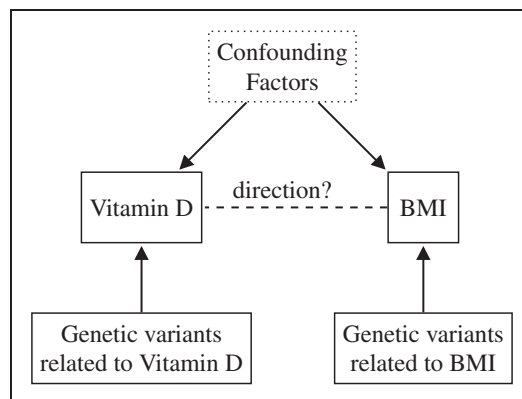 Confounding
Factors
direction?
Vitamin D
BMI
Genetic variants
related to Vitamin D
Genetic variants
related to BMI